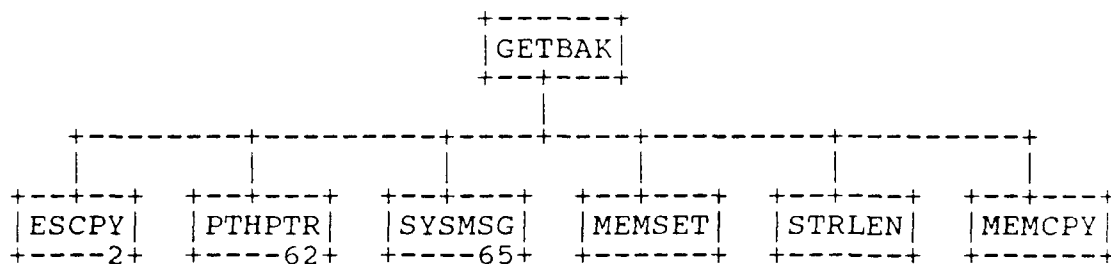 GETBAK
ESCPY PTHPTR SYSMSG MEMSET STRLEN MEMCPY
2 62 65